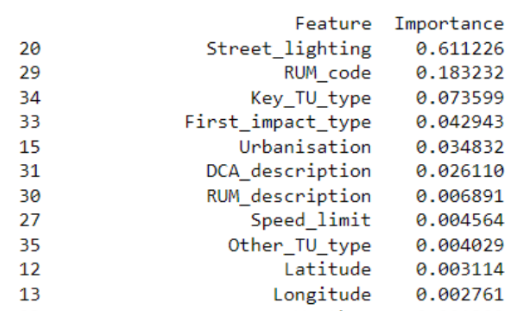 Feature Importance
20 Street_lighting 0.611226
29 RUM_code 0.183232
34 Key_TU_type 0.073599
33 First_impact_type 0.042943
15 Urbanisation 0.034832
31 DCA_description 0.026110
30 RUM_description 0.006891
27 Speed_limit 0.004564
35 Other_TU_type 0.004029
12 Latitude 0.003114
13 Longitude 0.002761